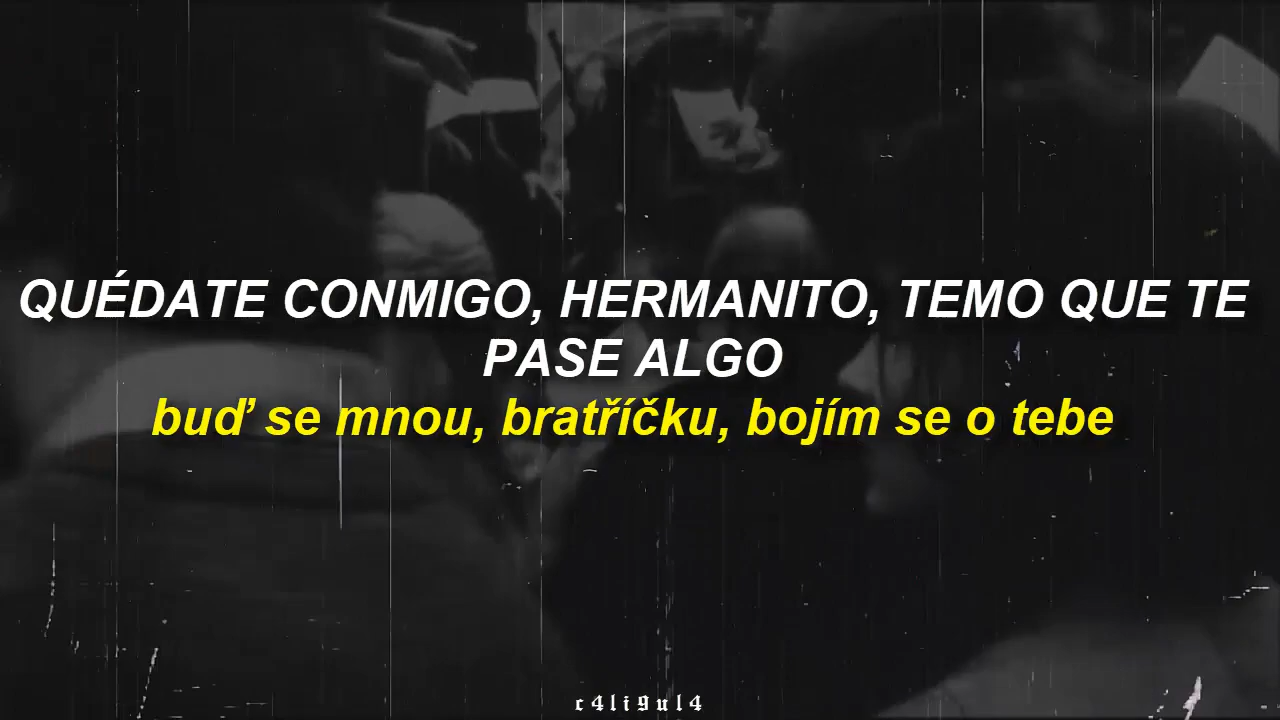 QUÉDATE CONMIGO, HERMANITO, TEMO QUE TE
PASE ALGO
buď se mnou, bratříčku, bojím se o tebe
c4li9ul4